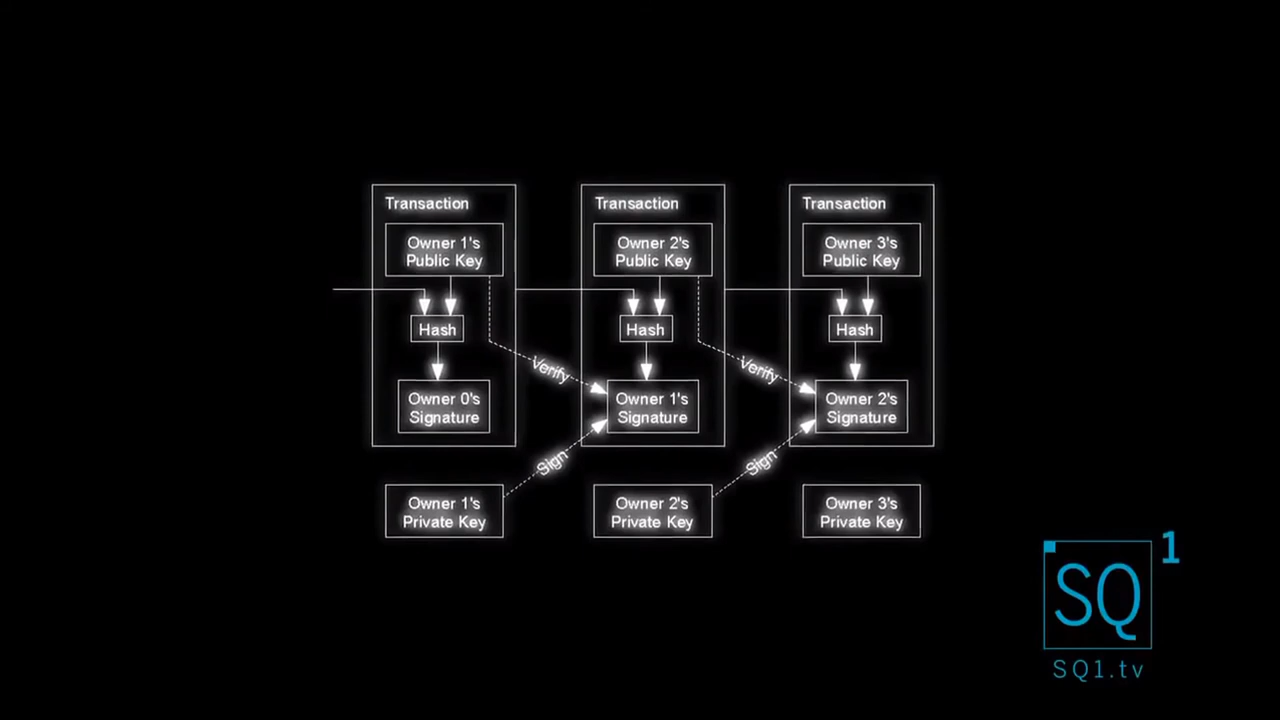 Transaction
Owner 1's
Public Key
Hash
Owner 0's
Signature
Transaction
Owner 2's
Public Key
Hash
Owner 1's
Signature
Transaction
Owner 3's
Public Key
Hash
Owner 2's
Signature
Verify
Verify
Sign
Sign
Owner 1's
Private Key
Owner 2's
Private Key
Owner 3's
Private Key
SQ1
SQ1.tv